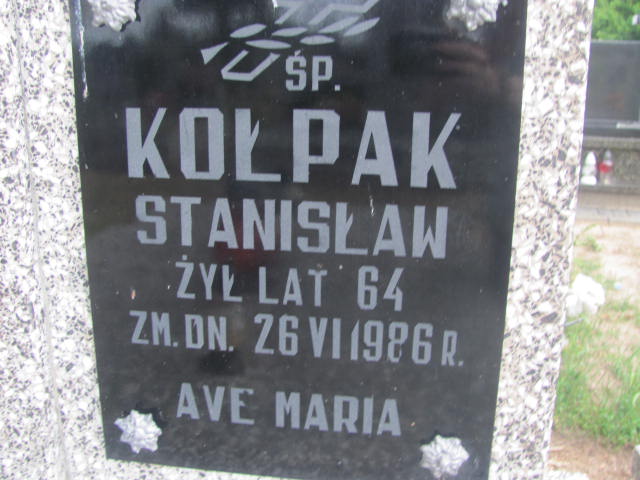 ŚP.
KOŁPAK
STANISŁAW
ŻYŁ LAT 64
ZM. DN. 26 VI 1986 R.
AVE MARIA